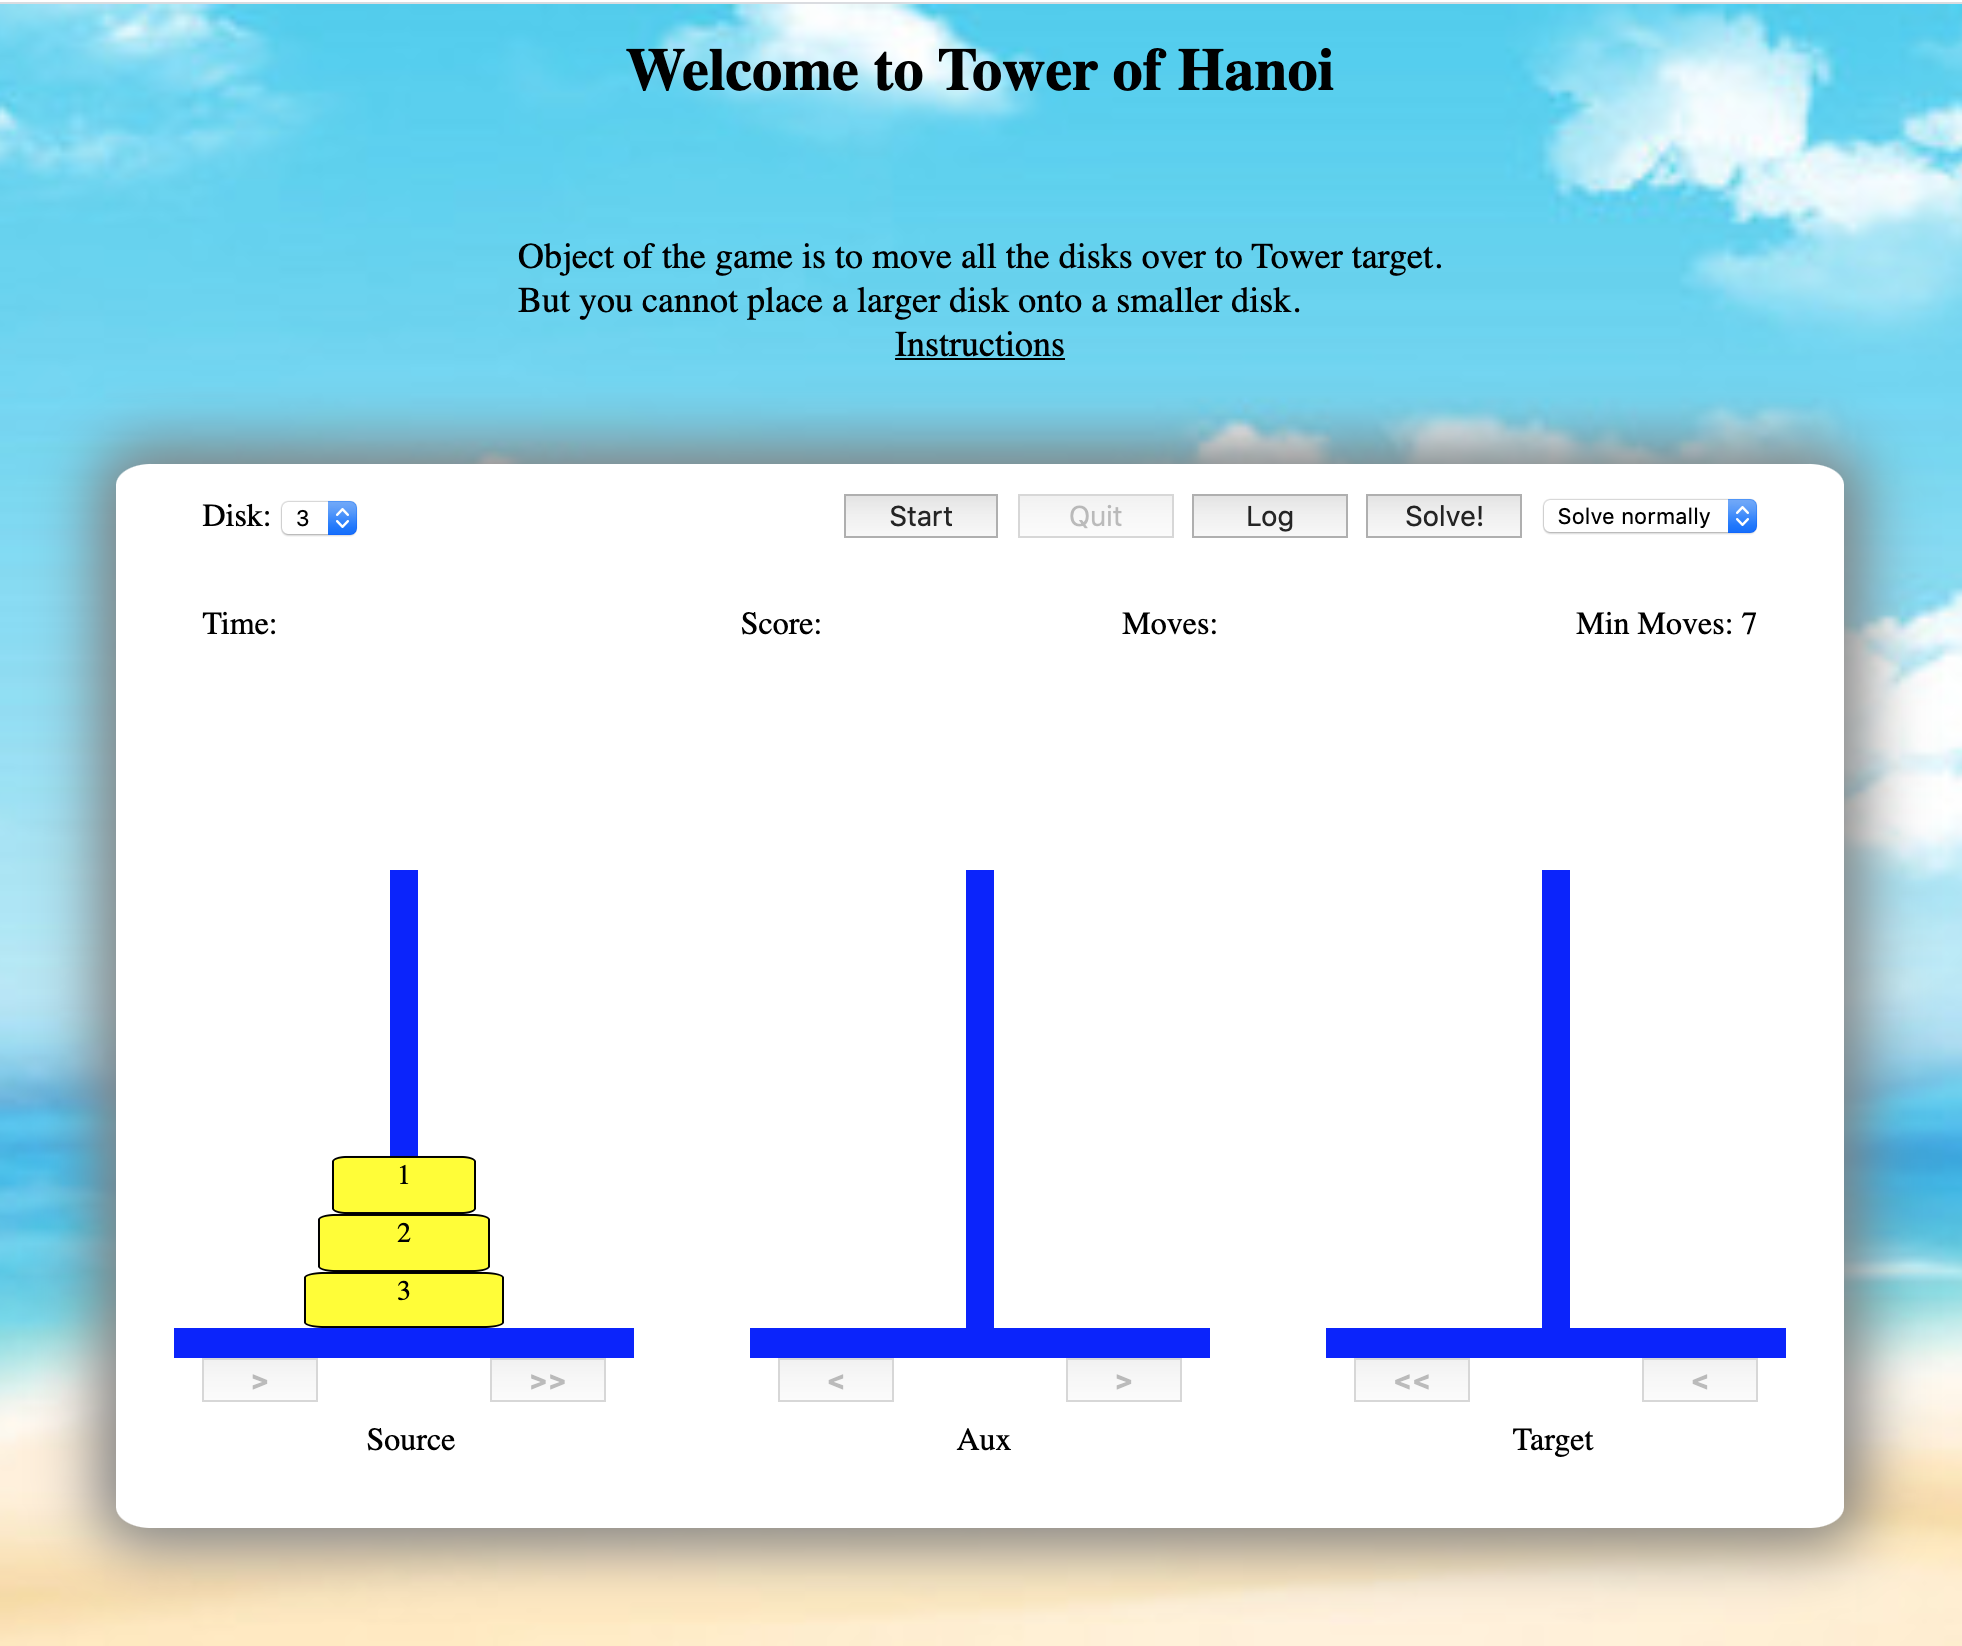 Welcome to Tower of Hanoi
Object of the game is to move all the disks over to Tower target.
But you cannot place a larger disk onto a smaller disk.
Instructions
Disk: 3 Start Quit Log Solve! Solve normally
Time: Score: Moves: Min Moves: 7
1
2
3
> >> < > << <
Source Aux Target